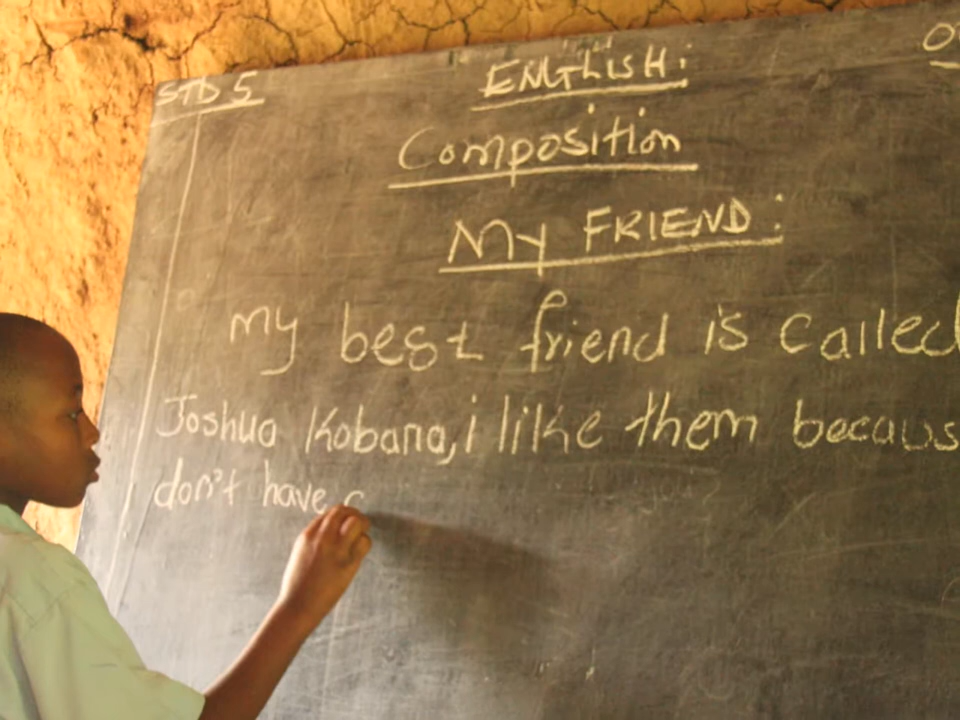 STD 5
ENGLISH:
Composition
MY FRIEND:
My best friend is called
Joshua Kobana, i like them becaus
don't have